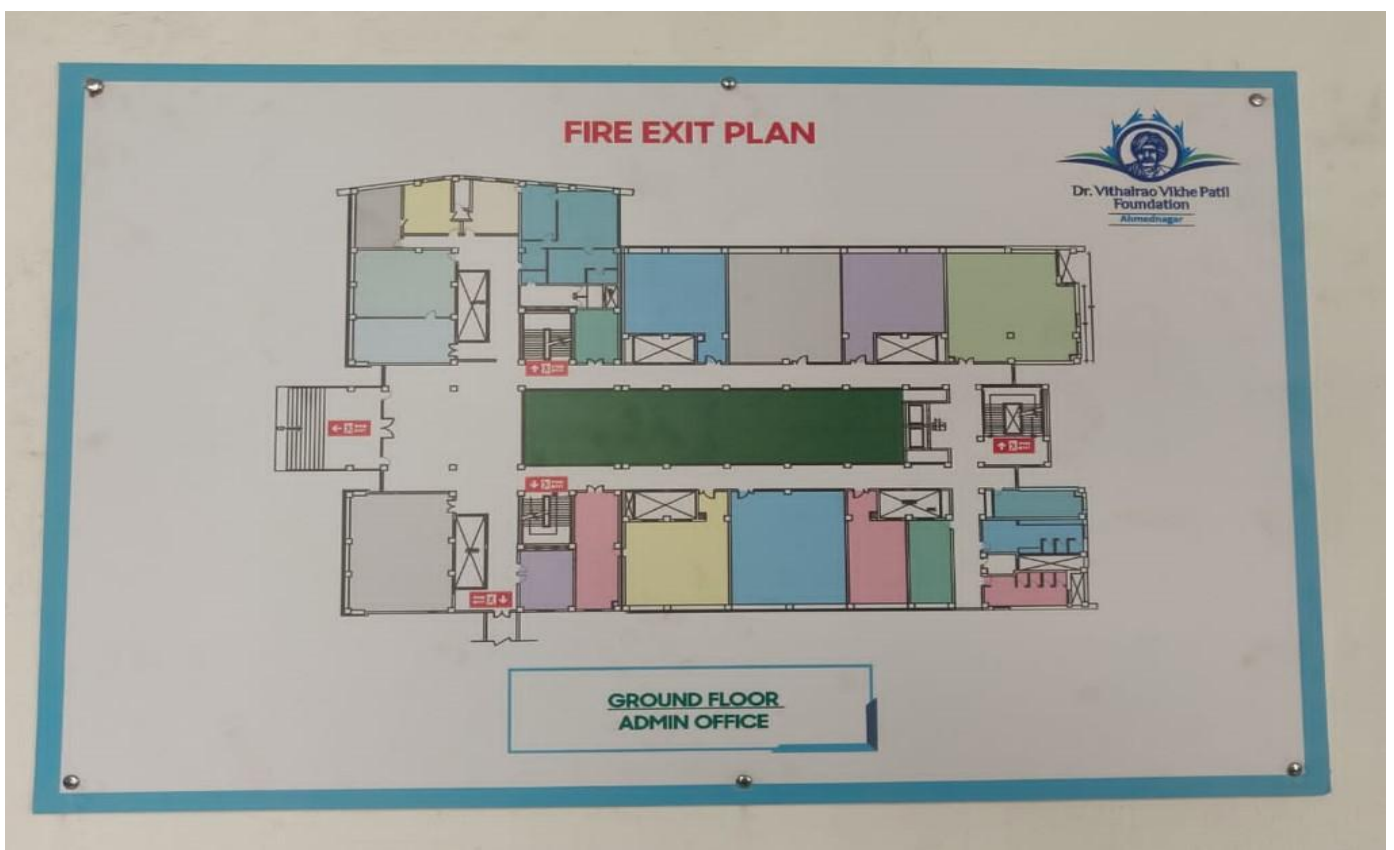 FIRE EXIT PLAN
Dr. Vithalrao Vikhe Patil
Foundation
Ahmednagar
GROUND FLOOR
ADMIN OFFICE